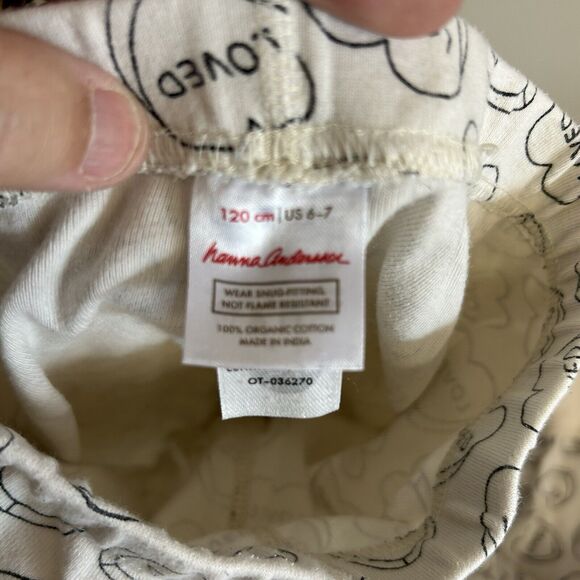 LOVED
120 cm | US 6-7
hanna andersson
WEAR SNUG-FITTING,
NOT FLAME RESISTANT
100% ORGANIC COTTON
MADE IN INDIA
OT-036270
LOVED